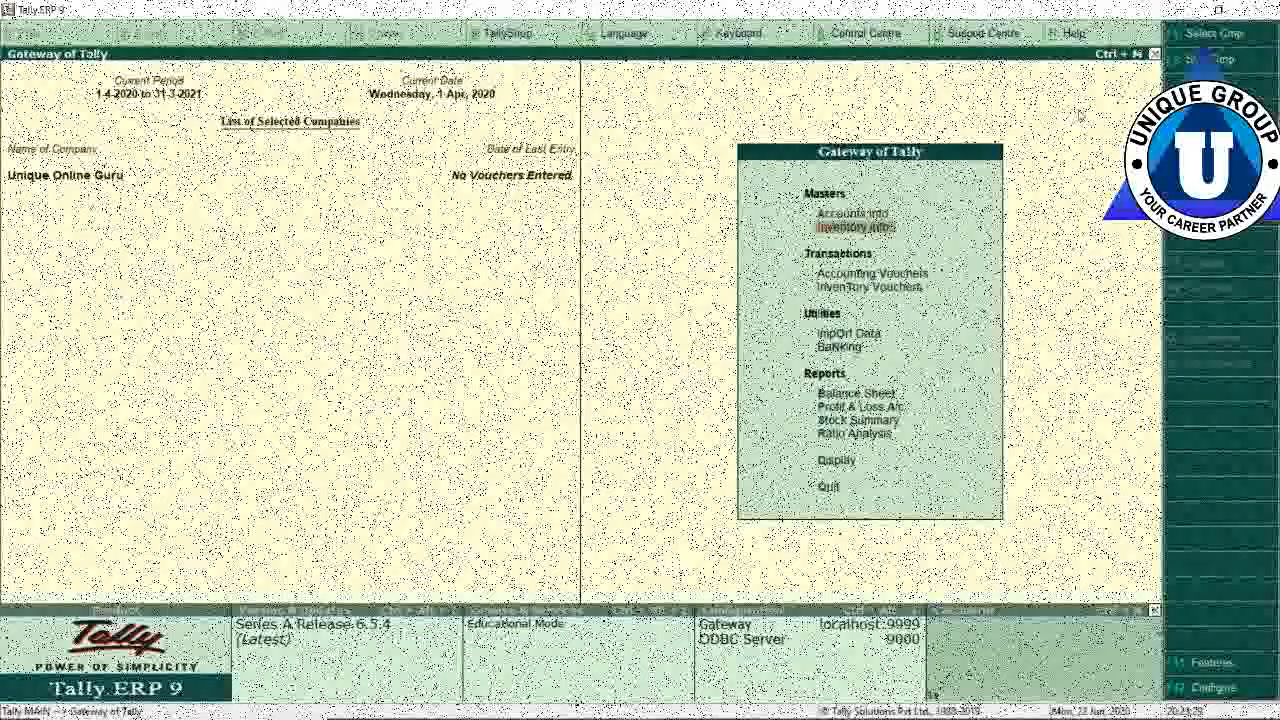 Tally.ERP 9
TallyShop
Language
Keyboard
Control Centre
Support Centre
Help
Select Cmp
Gateway of Tally
Ctrl + M
Current Period
1-4-2020 to 31-3-2021
Current Date
Wednesday, 1 Apr, 2020
List of Selected Companies
Name of Company
Date of Last Entry
Unique Online Guru
No Vouchers Entered
Gateway of Tally
Masters
Accounts Info.
Inventory Info.
Transactions
Accounting Vouchers
InvenTory Vouchers
Utilities
ImpOrt Data
BaNking
Reports
Balance Sheet
Profit & Loss A/c
Stock Summary
Ratio Analysis
Display
Quit
UNIQUE GROUP
U
YOUR CAREER PARTNER
Tally
POWER OF SIMPLICITY
Tally.ERP 9
Series A Release 6.5.4
(Latest)
Educational Mode
Gateway localhost:9999
ODBC Server 9000
Features
Configure
Tally MAIN --> Gateway of Tally
© Tally Solutions Pvt Ltd.,